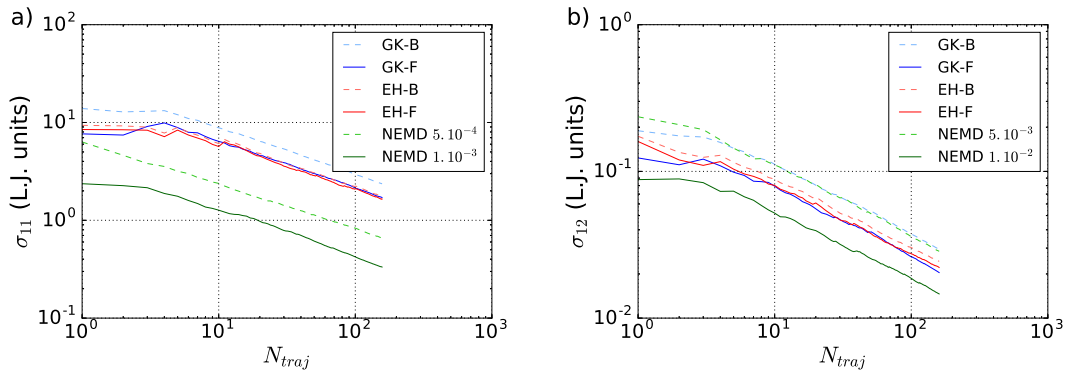 a)
10^2
10^1
10^0
10^-1
σ_11 (L.J. units)
10^0
10^1
10^2
10^3
N_traj
GK-B
GK-F
EH-B
EH-F
NEMD 5.10^-4
NEMD 1.10^-3
b)
10^0
10^-1
10^-2
σ_12 (L.J. units)
10^0
10^1
10^2
10^3
N_traj
GK-B
GK-F
EH-B
EH-F
NEMD 5.10^-3
NEMD 1.10^-2